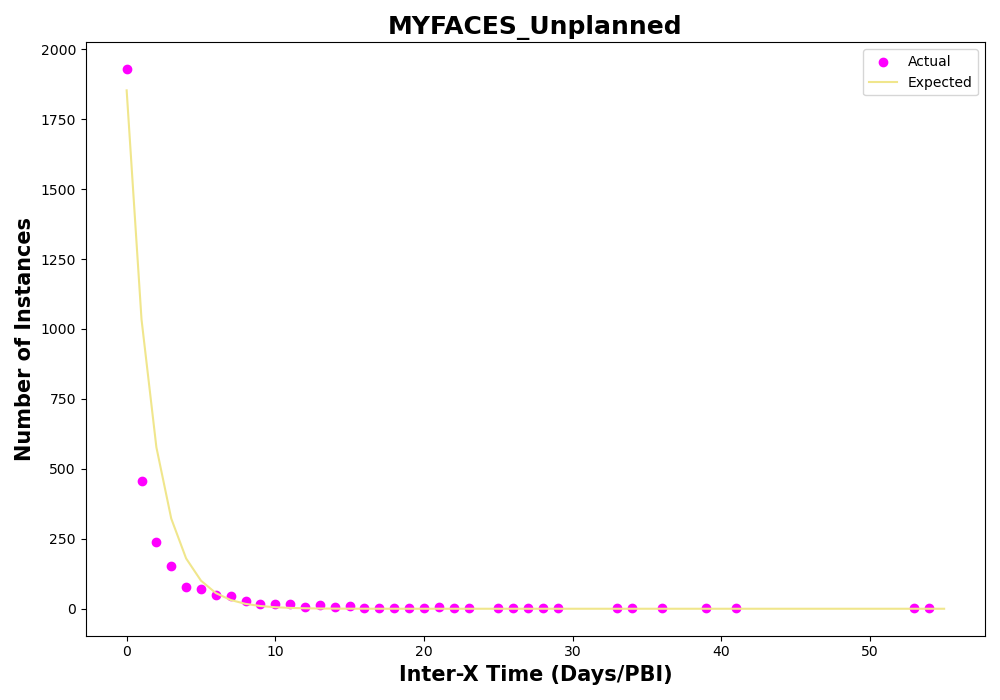 MYFACES_Unplanned
Actual
Expected
Number of Instances
2000
1750
1500
1250
1000
750
500
250
0
0 10 20 30 40 50
Inter-X Time (Days/PBI)